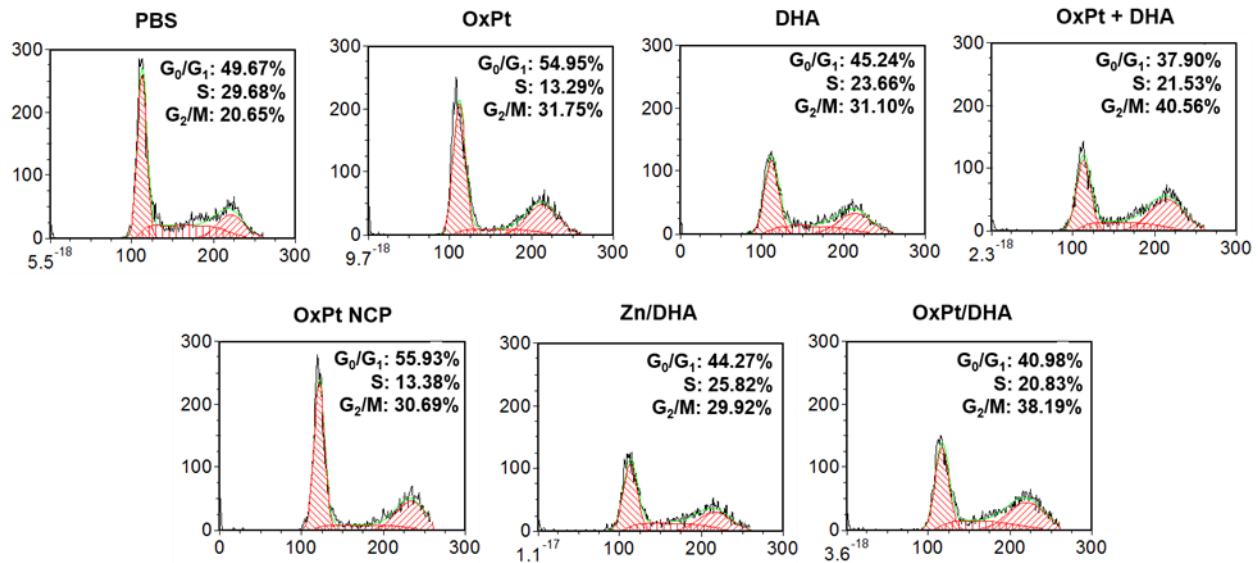 PBS
300
200
100
0
G₀/G₁: 49.67%
S: 29.68%
G₂/M: 20.65%
5.5⁻¹⁸ 100 200 300
OxPt
300
200
100
0
G₀/G₁: 54.95%
S: 13.29%
G₂/M: 31.75%
9.7⁻¹⁸ 100 200 300
DHA
300
200
100
0
G₀/G₁: 45.24%
S: 23.66%
G₂/M: 31.10%
0 100 200 300
OxPt + DHA
300
200
100
0
G₀/G₁: 37.90%
S: 21.53%
G₂/M: 40.56%
2.3⁻¹⁸ 100 200 300
OxPt NCP
300
200
100
0
G₀/G₁: 55.93%
S: 13.38%
G₂/M: 30.69%
0 100 200 300
Zn/DHA
300
200
100
0
G₀/G₁: 44.27%
S: 25.82%
G₂/M: 29.92%
1.1⁻¹⁷ 100 200 300
OxPt/DHA
300
200
100
0
G₀/G₁: 40.98%
S: 20.83%
G₂/M: 38.19%
3.6⁻¹⁸ 100 200 300